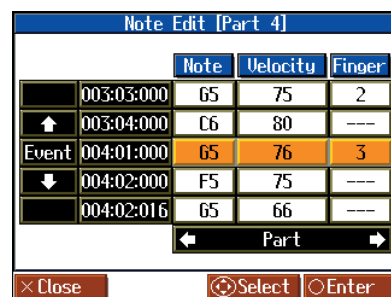 Note Edit [Part 4]
Note Velocity Finger
003:03:000 G5 75 2
003:04:000 C6 80 ---
Event 004:01:000 G5 76 3
004:02:000 F5 75 ---
004:02:016 G5 66 ---
Part
×Close Select ○Enter